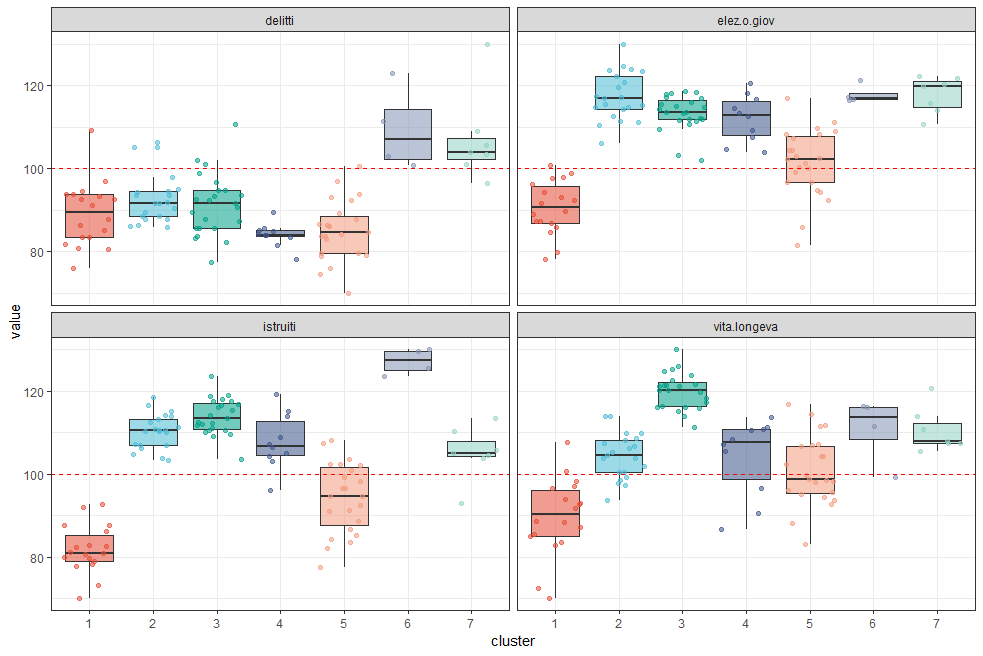 delitti
elez.o.giov
120
100
80
istruiti
vita.longeva
120
100
80
value
1 2 3 4 5 6 7
1 2 3 4 5 6 7
cluster